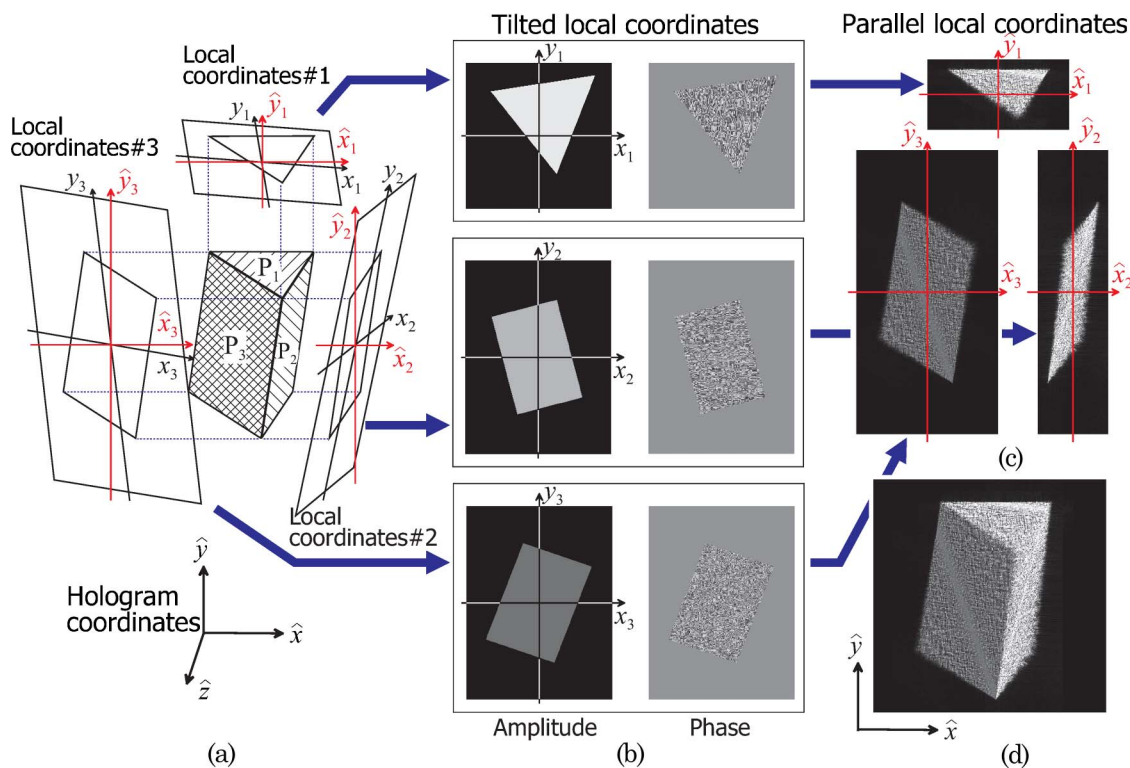 Local
coordinates#1
Local
coordinates#3
y₁
ŷ₁
x̂₁
x₁
y₃
ŷ₃
x̂₃
x₃
y₂
ŷ₂
x₂
x̂₂
P₁
P₂
P₃
Local
coordinates#2
Hologram
coordinates
ŷ
x̂
ẑ
(a)
Tilted local coordinates
y₁
x₁
y₂
x₂
y₃
x₃
Amplitude
Phase
(b)
Parallel local coordinates
ŷ₁
x̂₁
ŷ₃
x̂₃
ŷ₂
x̂₂
(c)
ŷ
x̂
(d)